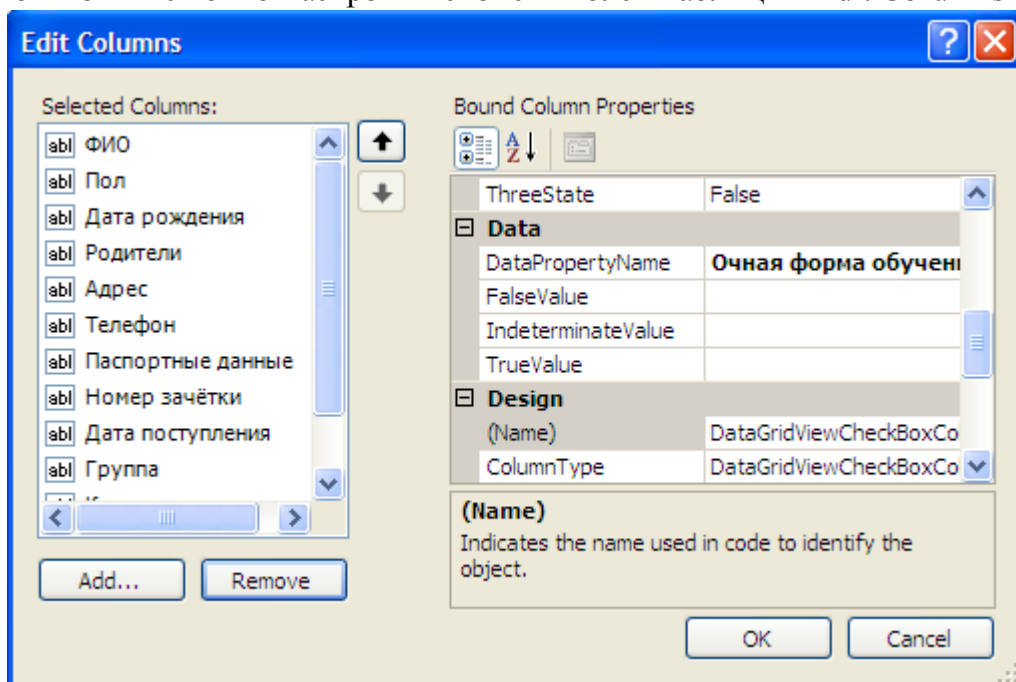 Edit Columns
Selected Columns:
ФИО
Пол
Дата рождения
Родители
Адрес
Телефон
Паспортные данные
Номер зачётки
Дата поступления
Группа
Add...
Remove
Bound Column Properties
ThreeState False
Data
DataPropertyName Очная форма обучен
FalseValue
IndeterminateValue
TrueValue
Design
(Name) DataGridViewCheckBoxCo
ColumnType DataGridViewCheckBoxCo
(Name)
Indicates the name used in code to identify the
object.
OK
Cancel